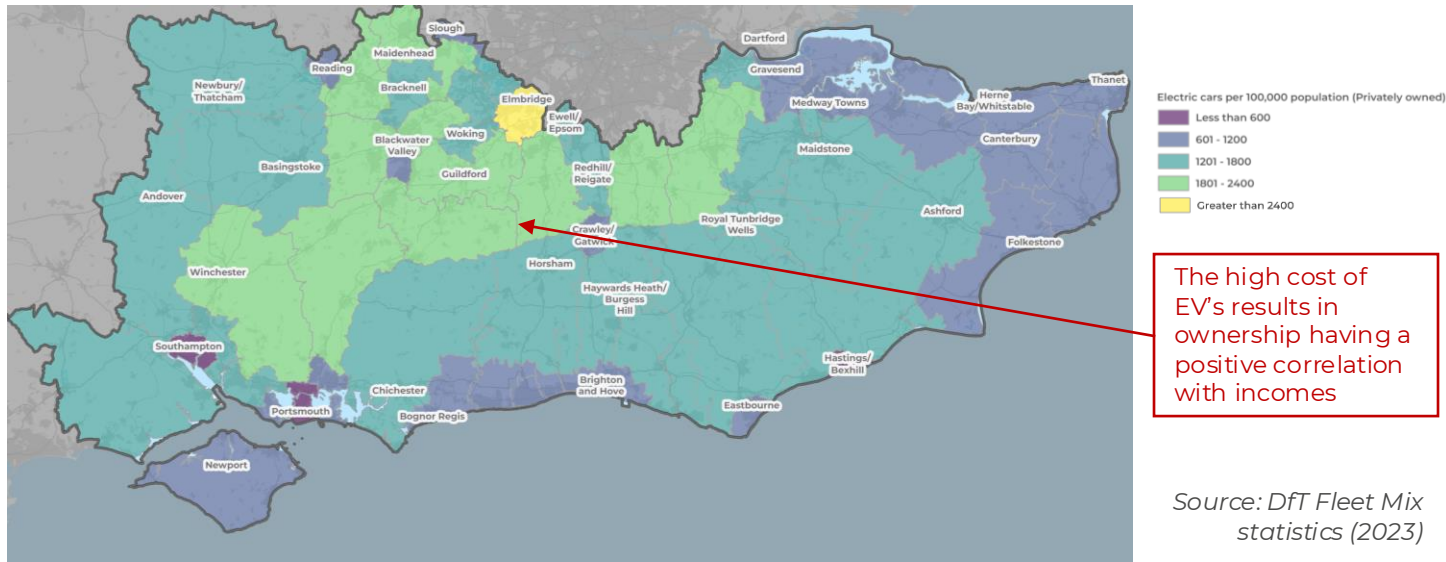 Slough
Dartford
Maidenhead
Reading
Gravesend
Thanet
Newbury/
Thatcham
Bracknell
Elmbridge
Medway Towns
Herne
Bay/Whitstable
Ewell/
Epsom
Woking
Blackwater
Valley
Canterbury
Maidstone
Basingstoke
Guildford
Redhill/
Reigate
Andover
Ashford
Royal Tunbridge
Wells
Crawley/
Gatwick
Folkestone
Horsham
Winchester
Haywards Heath/
Burgess
Hill
Southampton
Hastings/
Bexhill
Brighton
and Hove
Chichester
Eastbourne
Portsmouth
Bognor Regis
Newport
Electric cars per 100,000 population (Privately owned)
Less than 600
601 - 1200
1201 - 1800
1801 - 2400
Greater than 2400
The high cost of
EV’s results in
ownership having a
positive correlation
with incomes
Source: DfT Fleet Mix
statistics (2023)